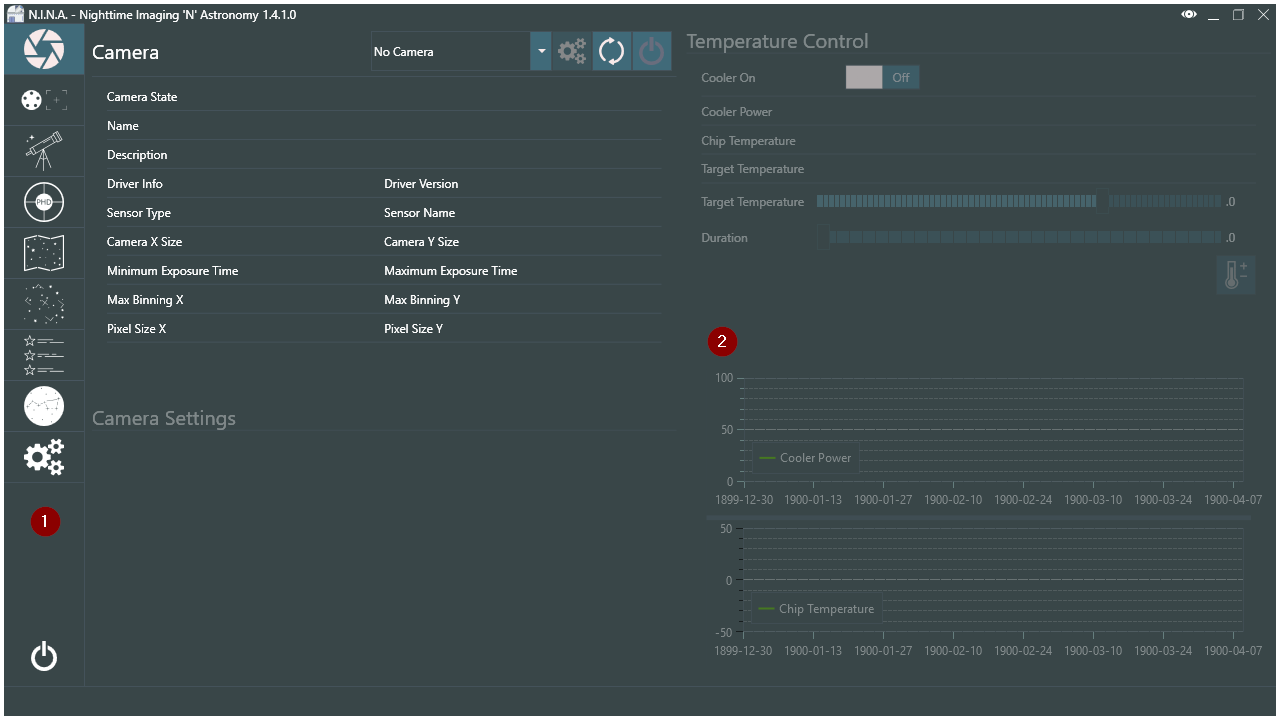 N.I.N.A. - Nighttime Imaging 'N' Astronomy 1.4.1.0
Camera
No Camera
Camera State
Name
Description
Driver Info Driver Version
Sensor Type Sensor Name
Camera X Size Camera Y Size
Minimum Exposure Time Maximum Exposure Time
Max Binning X Max Binning Y
Pixel Size X Pixel Size Y
Camera Settings
PHD
1
Temperature Control
Cooler On Off
Cooler Power
Chip Temperature
Target Temperature
Target Temperature .0
Duration .0
2
100
50
0
Cooler Power
1899-12-30 1900-01-13 1900-01-27 1900-02-10 1900-02-24 1900-03-10 1900-03-24 1900-04-07
50
0
-50
Chip Temperature
1899-12-30 1900-01-13 1900-01-27 1900-02-10 1900-02-24 1900-03-10 1900-03-24 1900-04-07